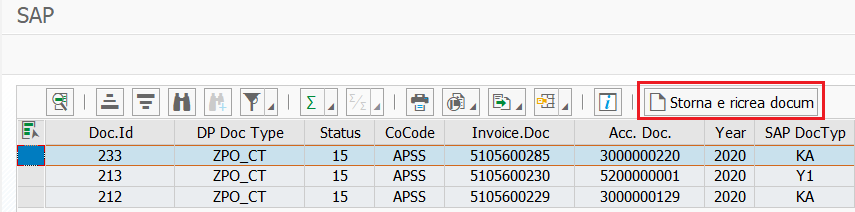 SAP
Storna e ricrea docum
Doc.Id DP Doc Type Status CoCode Invoice.Doc Acc. Doc. Year SAP DocTyp
233 ZPO_CT 15 APSS 5105600285 3000000220 2020 KA
213 ZPO_CT 15 APSS 5105600230 5200000001 2020 Y1
212 ZPO_CT 15 APSS 5105600229 3000000129 2020 KA